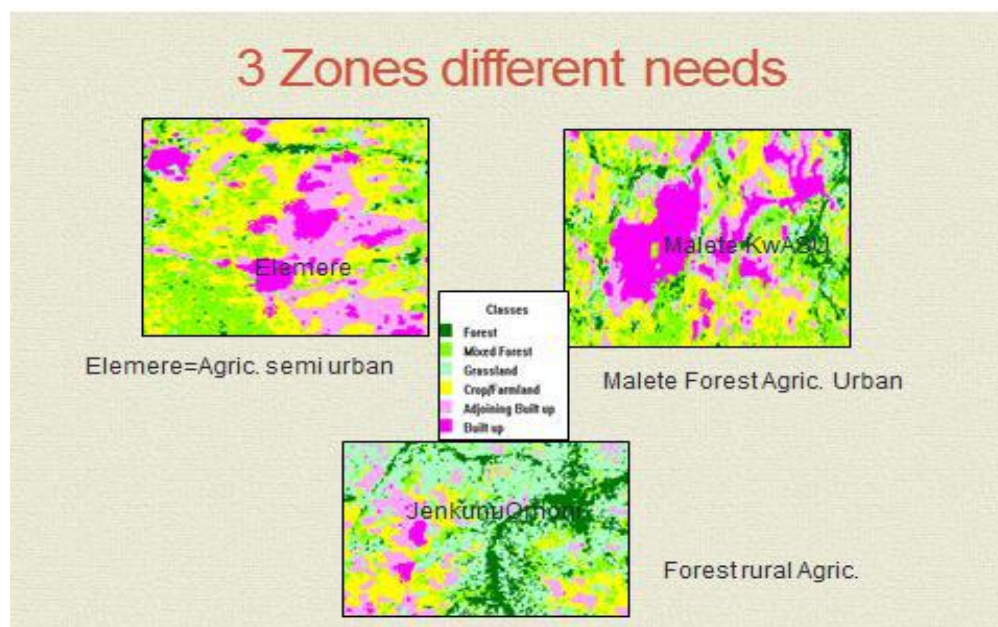 3 Zones different needs
Elemere
Malete KwASU
Elemere=Agric. semi urban
Classes
Forest
Mixed Forest
Grassland
Crop/Farmland
Adjoining Built up
Built up
Malete Forest Agric. Urban
Forest rural Agric.